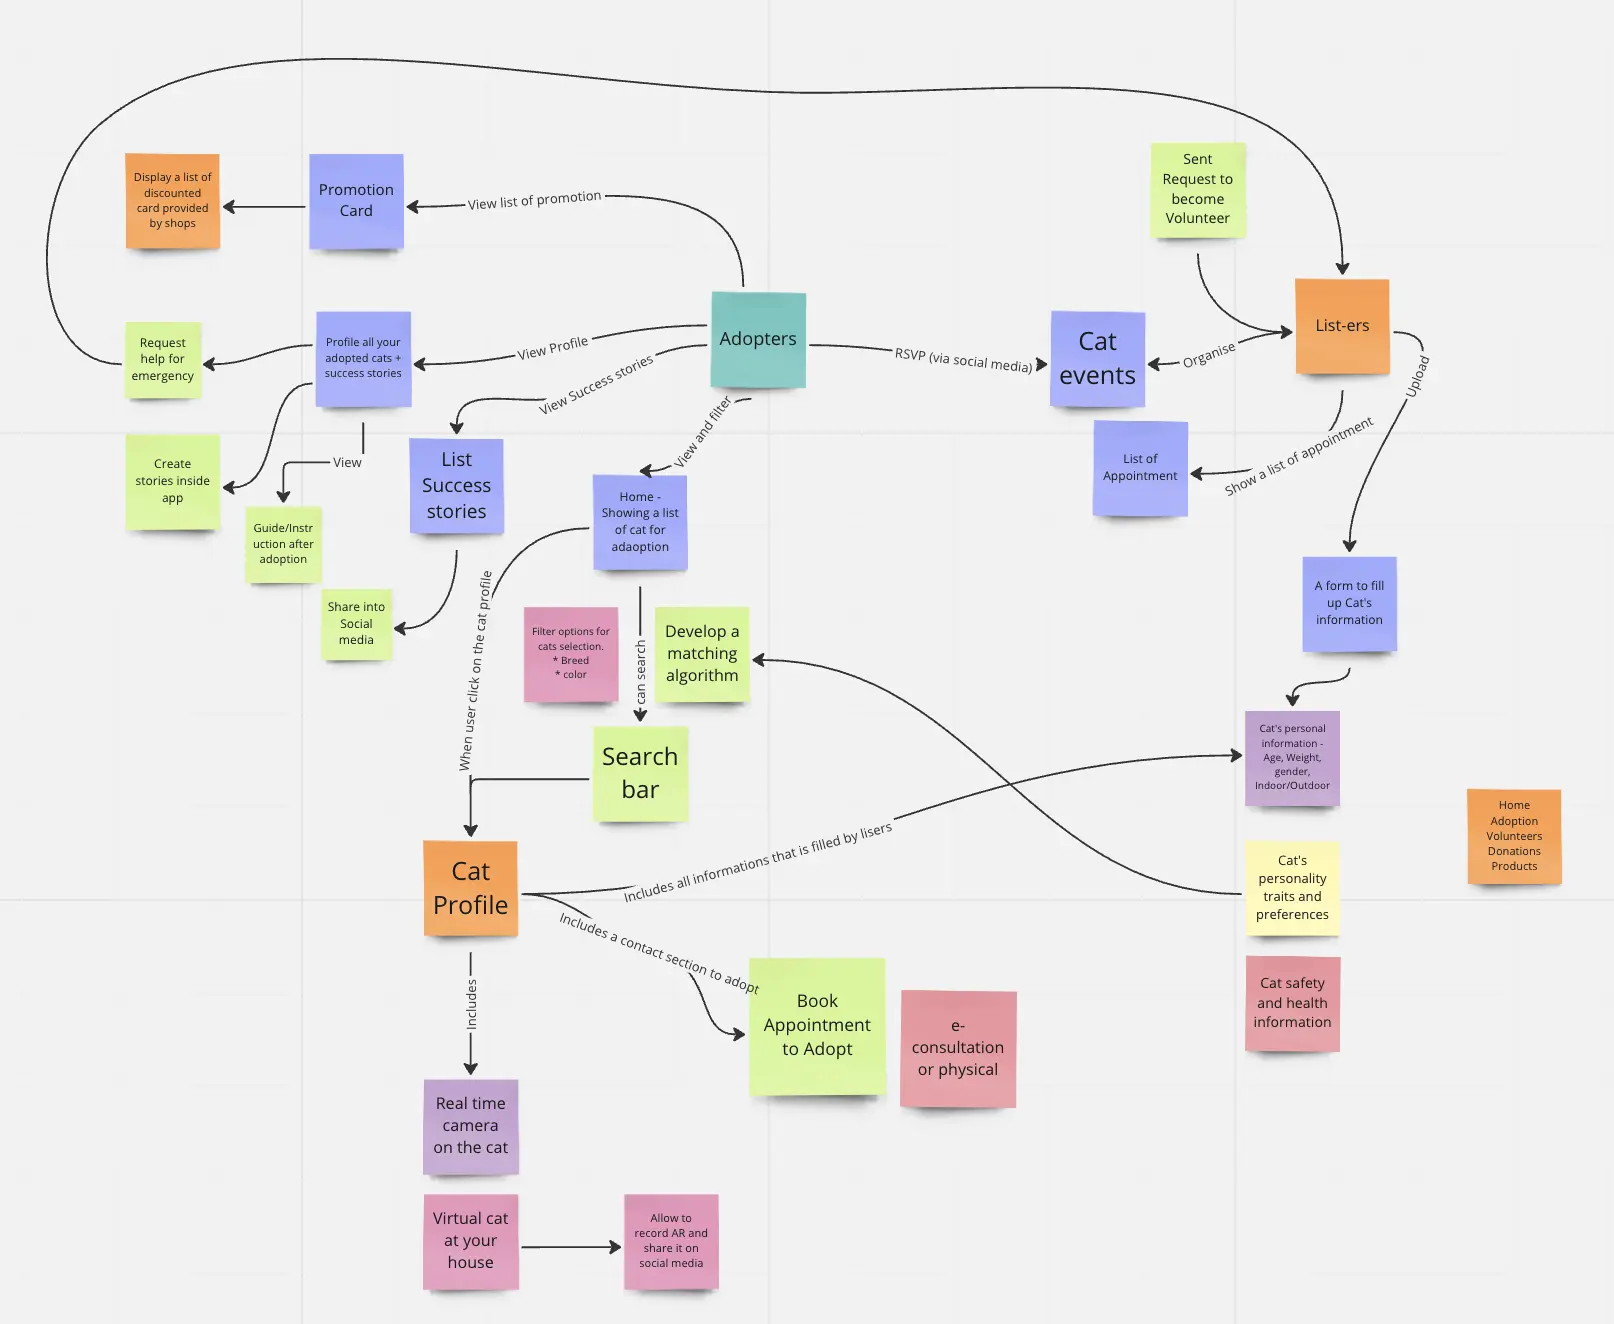 Display a list of
discounted
card provided
by shops
Promotion
Card
View list of promotion
Sent
Request to
become
Volunteer
Request
help for
emergency
Profile all your
adopted cats +
success stories
View Profile
Adopters
RSVP (via social media)
Cat
events
Organise
List-ers
Upload
View Success stories
View and filter
Create
stories inside
app
View
Guide/Instr
uction after
adoption
List
Success
stories
Home -
Showing a list
of cat for
adaoption
List of
Appointment
Show a list of appointment
Share into
Social
media
When user click on the cat profile
Filter options for
cats selection.
* Breed
* color
can search
Develop a
matching
algorithm
A form to fill
up Cat's
information
Search
bar
Cat's personal
information -
Age, Weight,
gender,
Indoor/Outdoor
Home
Adoption
Volunteers
Donations
Products
Cat
Profile
Includes all informations that is filled by lisers
Includes a contact section to adopt
Cat's
personality
traits and
preferences
Includes
Book
Appointment
to Adopt
e-
consultation
or physical
Cat safety
and health
information
Real time
camera
on the cat
Virtual cat
at your
house
Allow to
record AR and
share it on
social media